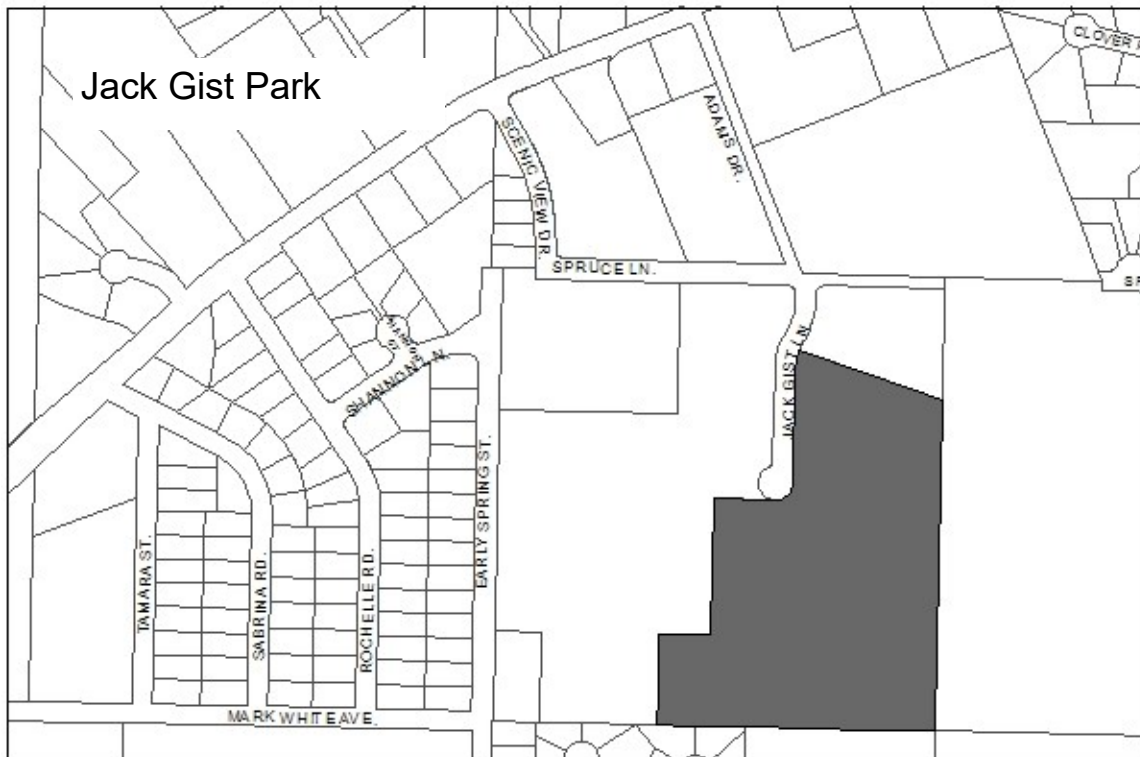 Jack Gist Park
CLOVER
SCENIC VIEW DR.
ADAMS DR.
SPRUCE LN.
JACK GIST LN
SHANNON LN.
EARLY SPRING ST.
TAMARA ST.
SABRINA RD.
ROCHELLE RD.
MARK WHITE AVE.